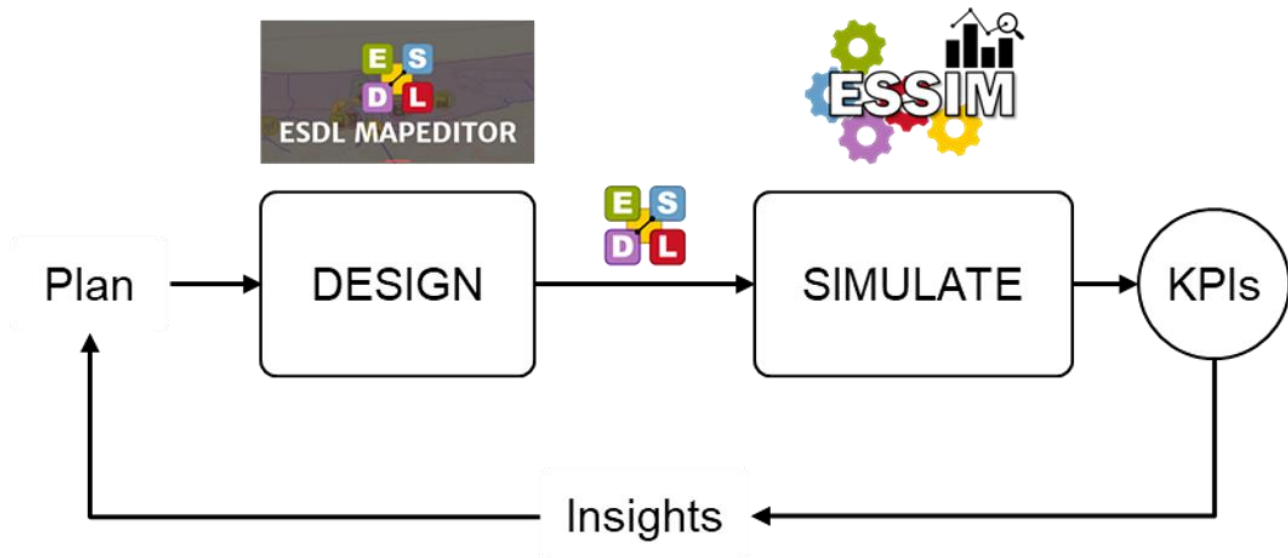 E S
D L
ESDL MAPEDITOR
ESSIM
E S
D L
Plan
DESIGN
SIMULATE
KPIs
Insights